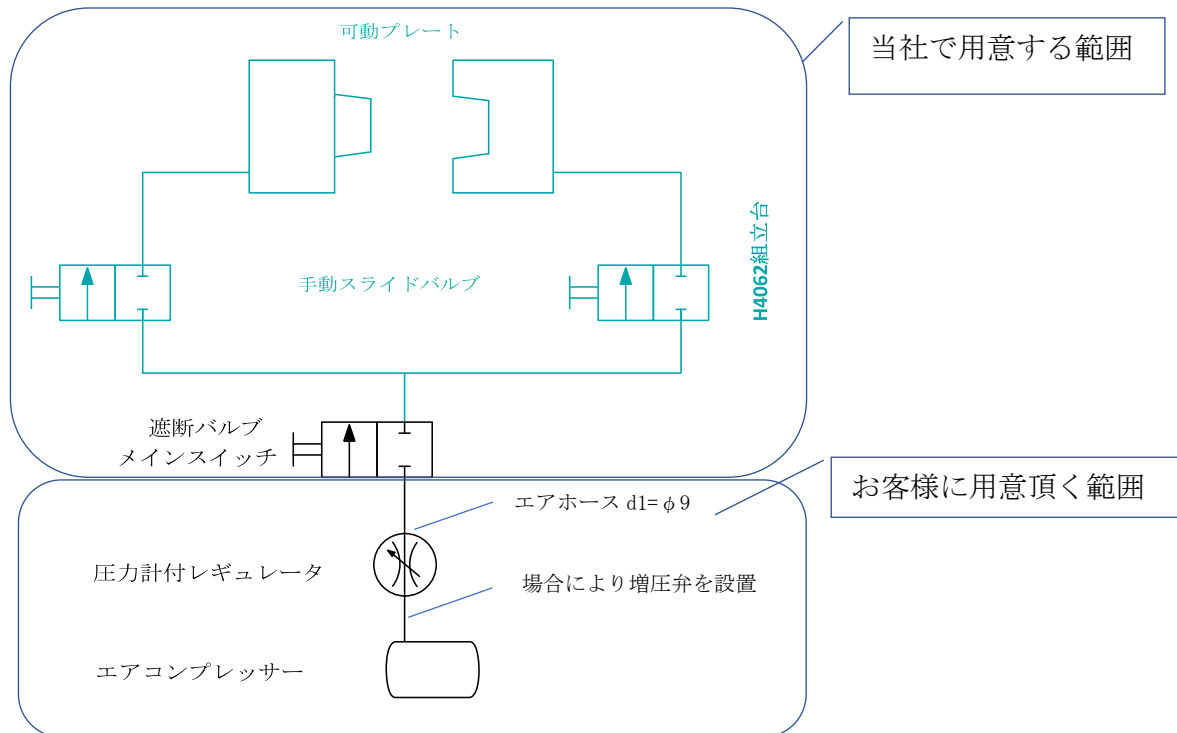 可動プレート
当社で用意する範囲
H4062組立台
手動スライドバルブ
遮断バルブ
メインスイッチ
お客様に用意頂く範囲
エアホース d1=φ9
圧力計付レギュレータ
場合により増圧弁を設置
エアコンプレッサー